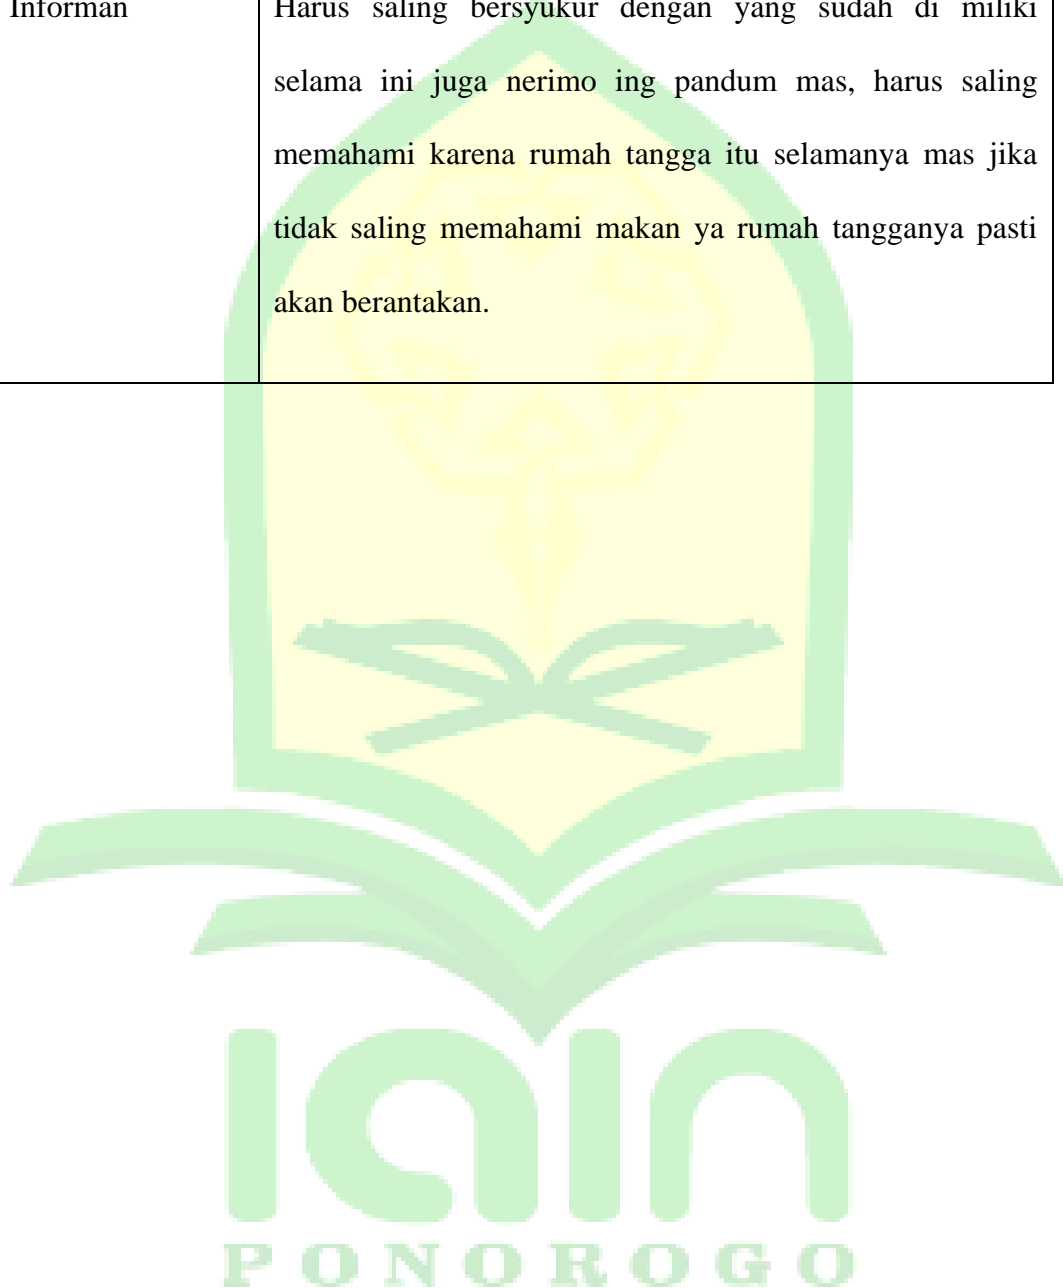 Informan
Harus saling bersyukur dengan yang sudah di miliki
selama ini juga nerimo ing pandum mas, harus saling
memahami karena rumah tangga itu selamanya mas jika
tidak saling memahami makan ya rumah tangganya pasti
akan berantakan.
iain
PONOROGO